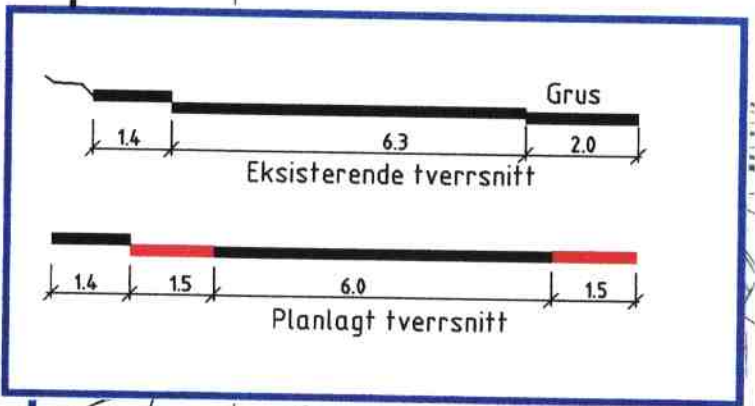 Grus
1.4 6.3 2.0
Eksisterende tverrsnitt
1.4 1.5 6.0 1.5
Planlagt tverrsnitt